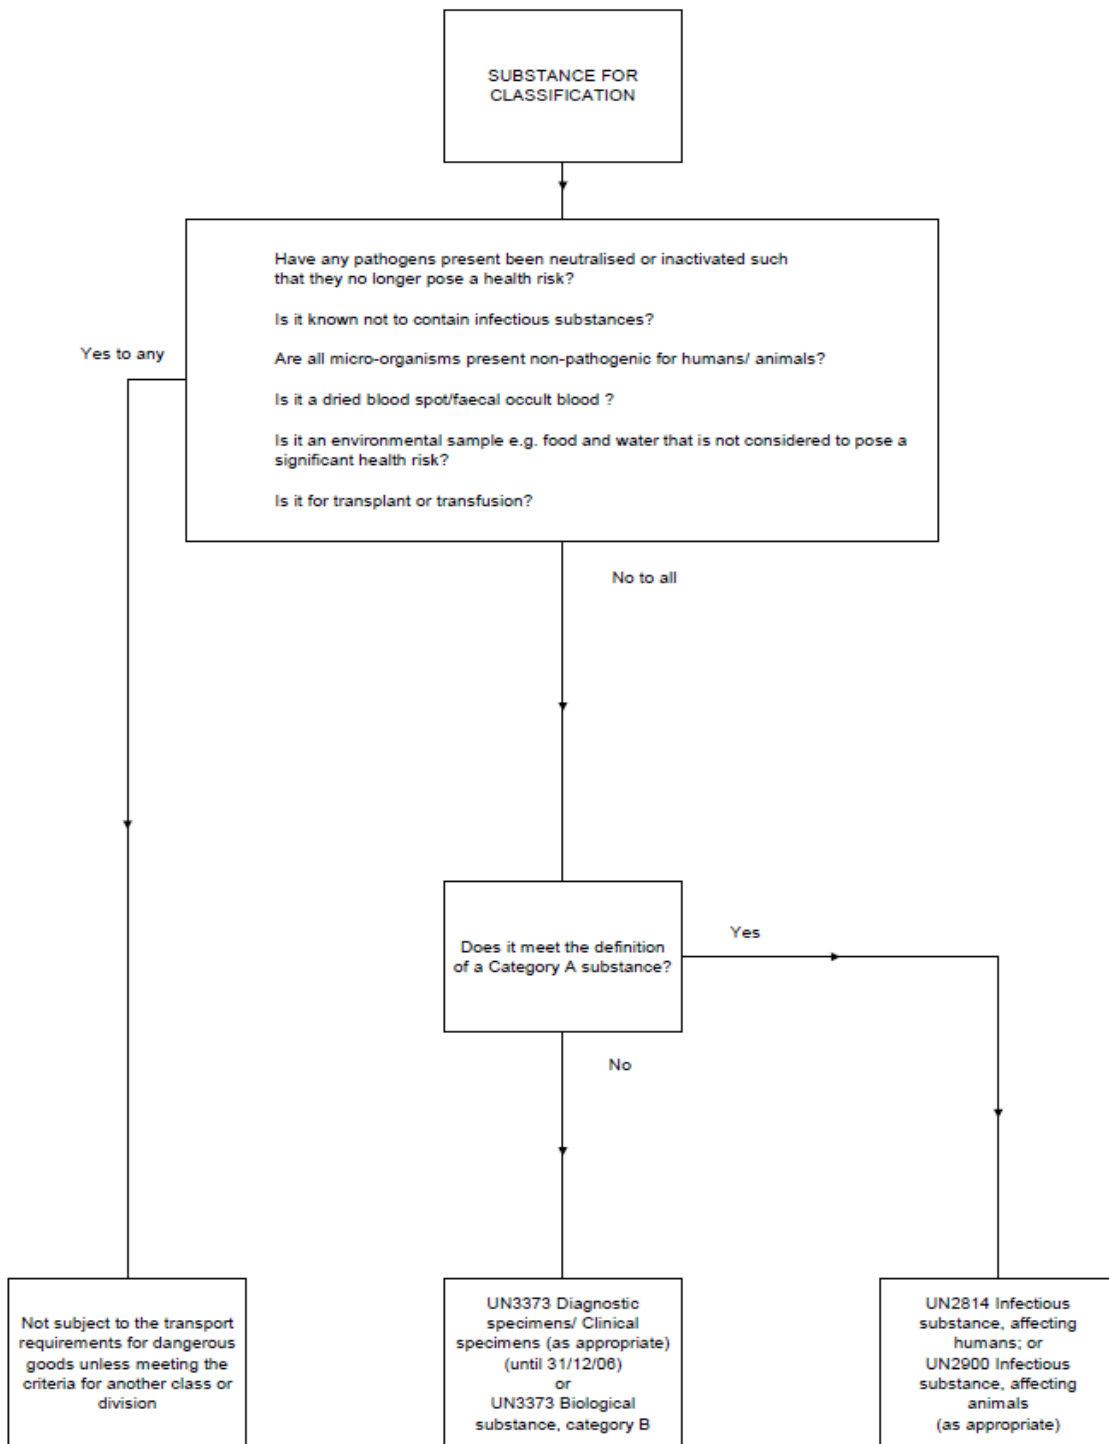 SUBSTANCE FOR
CLASSIFICATION
Have any pathogens present been neutralised or inactivated such
that they no longer pose a health risk?
Is it known not to contain infectious substances?
Yes to any
Are all micro-organisms present non-pathogenic for humans/ animals?
Is it a dried blood spot/faecal occult blood ?
Is it an environmental sample e.g. food and water that is not considered to pose a
significant health risk?
Is it for transplant or transfusion?
No to all
Does it meet the definition
of a Category A substance?
Yes
No
Not subject to the transport
requirements for dangerous
goods unless meeting the
criteria for another class or
division
UN3373 Diagnostic
specimens/ Clinical
specimens (as appropriate)
(until 31/12/06)
or
UN3373 Biological
substance, category B
UN2814 Infectious
substance, affecting
humans; or
UN2900 Infectious
substance, affecting
animals
(as appropriate)